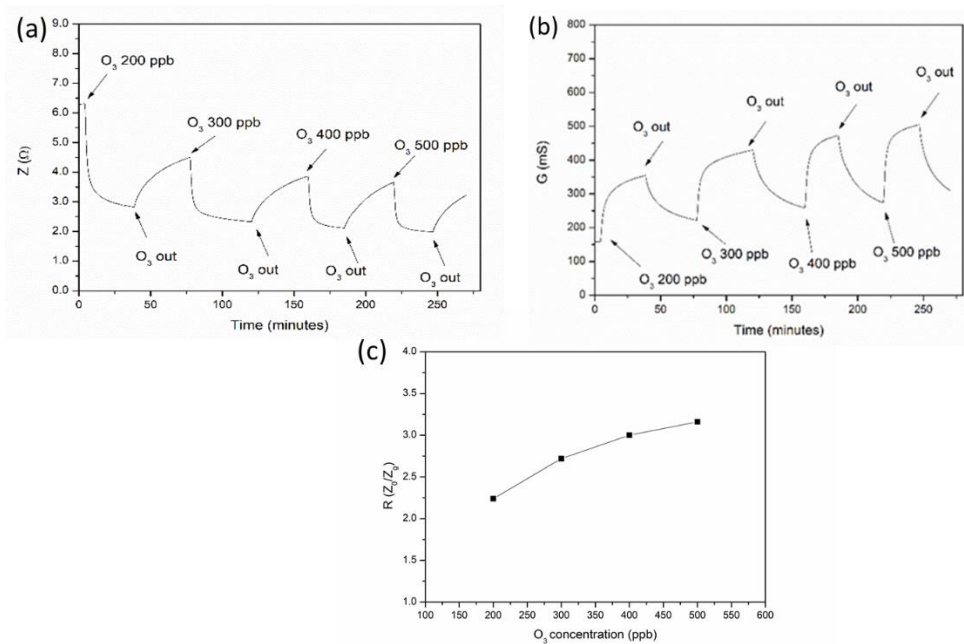 (a)
9.0
8.0
7.0
6.0
5.0
4.0
3.0
2.0
1.0
0.0
Z (Ω)
O₃ 200 ppb
O₃ 300 ppb
O₃ 400 ppb
O₃ 500 ppb
O₃ out
O₃ out
O₃ out
O₃ out
0 50 100 150 200 250
Time (minutes)
(b)
800
700
600
500
400
300
200
100
0
G (mS)
O₃ out
O₃ out
O₃ out
O₃ out
O₃ 200 ppb
O₃ 300 ppb
O₃ 400 ppb
O₃ 500 ppb
0 50 100 150 200 250
Time (minutes)
(c)
4.0
3.5
3.0
2.5
2.0
1.5
1.0
R (Z₀/Z₉)
100 150 200 250 300 350 400 450 500 550 600
O₃ concentration (ppb)